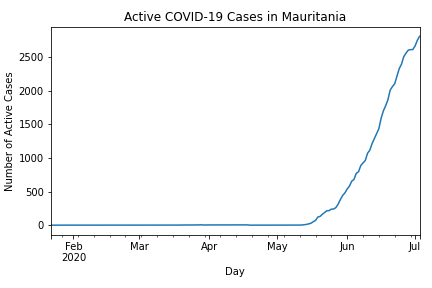 Active COVID-19 Cases in Mauritania
Number of Active Cases
2500
2000
1500
1000
500
0
Feb Mar Apr May Jun Jul
2020
Day